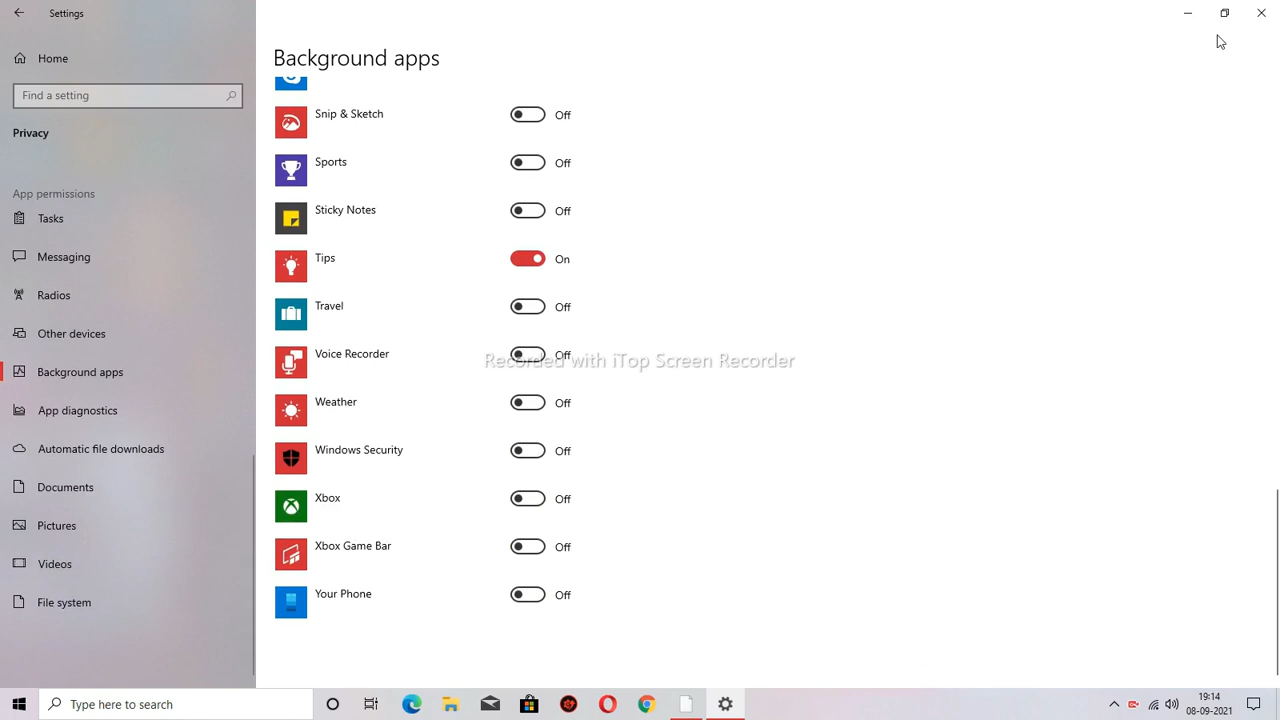 Settings
Home
Find a setting
Privacy
App permissions
Tasks
Messaging
Radios
Other devices
Background apps
App diagnostics
Automatic file downloads
Documents
Pictures
Videos
File system
Background apps
Snip & Sketch Off
Sports Off
Sticky Notes Off
Tips On
Travel Off
Voice Recorder Off
Recorded with iTop Screen Recorder
Weather Off
Windows Security Off
Xbox Off
Xbox Game Bar Off
Your Phone Off
Type here to search
19:14
08-09-2021